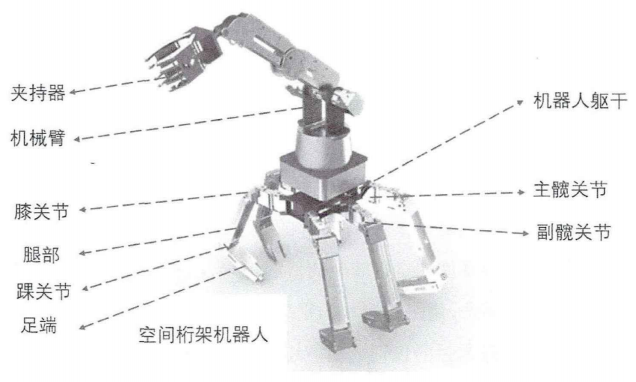 夹持器
机械臂
膝关节
腿部
踝关节
足端
机器人躯干
主髋关节
副髋关节
空间桁架机器人